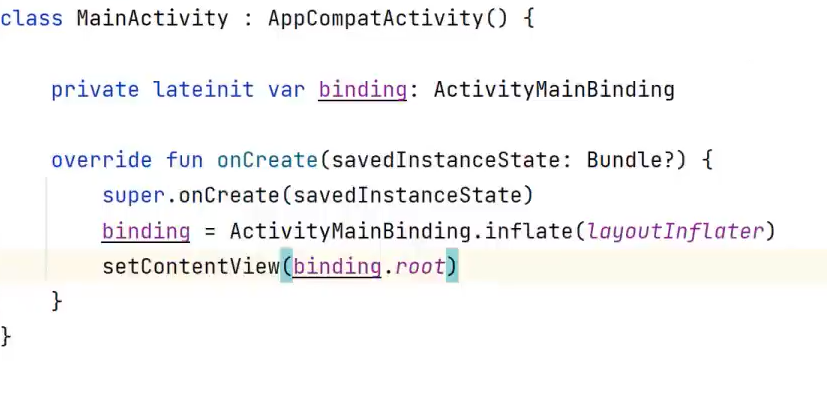 class MainActivity : AppCompatActivity() {
private lateinit var binding: ActivityMainBinding
override fun onCreate(savedInstanceState: Bundle?) {
super.onCreate(savedInstanceState)
binding = ActivityMainBinding.inflate(layoutInflater)
setContentView(binding.root)
}
}